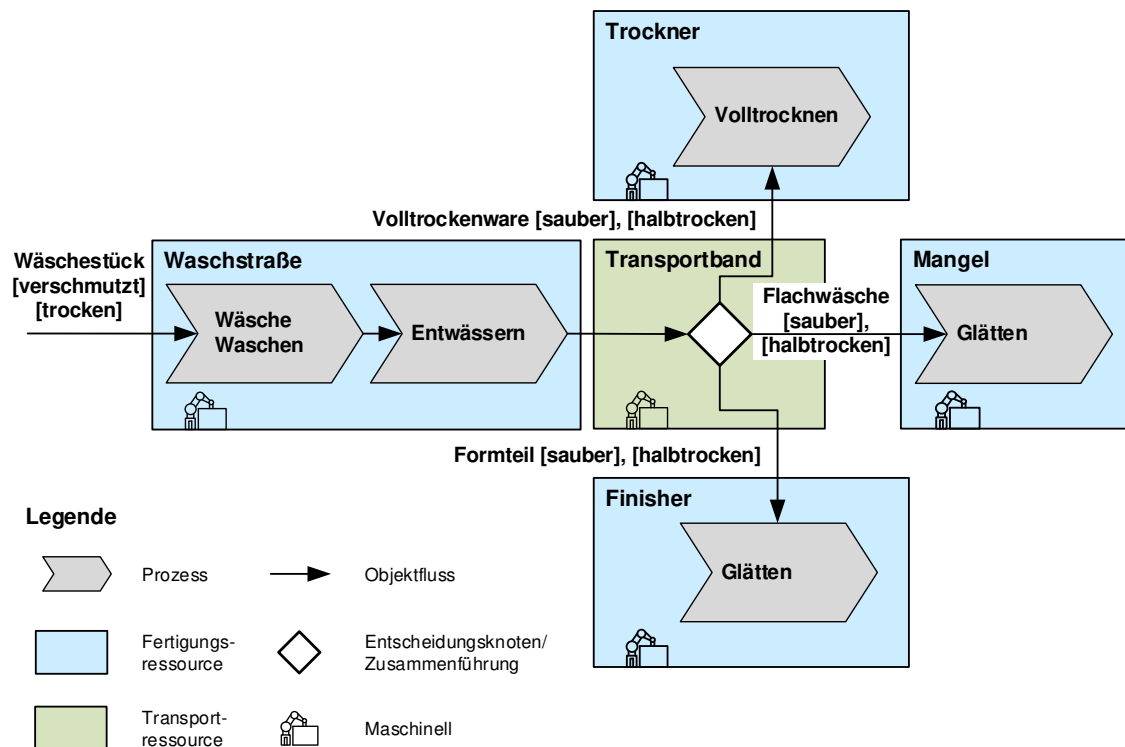 Trockner
Volltrocknen
Volltrockenware [sauber], [halbtrocken]
Wäschestück
[verschmutzt]
[trocken]
Waschstraße
Wäsche
Waschen
Entwässern
Transportband
Flachwäsche
[sauber],
[halbtrocken]
Mangel
Glätten
Formteil [sauber], [halbtrocken]
Finisher
Glätten
Legende
Prozess
Objektfluss
Fertigungs-
ressource
Entscheidungsknoten/
Zusammenführung
Transport-
ressource
Maschinell